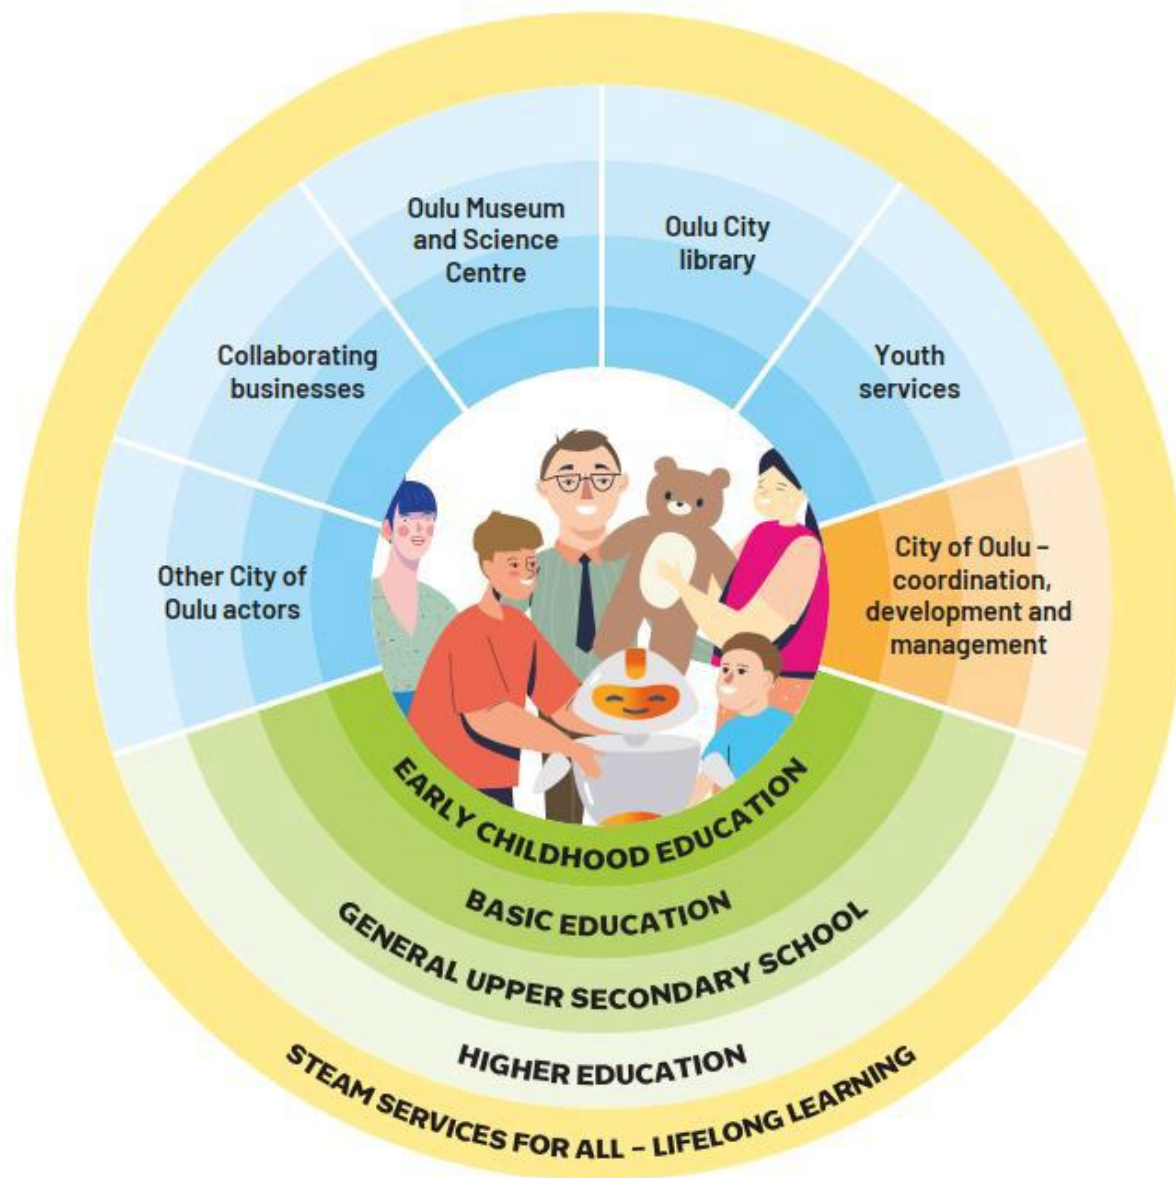 Oulu Museum
and Science
Centre
Oulu City
library
Collaborating
businesses
Youth
services
Other City of
Oulu actors
City of Oulu –
coordination,
development and
management
EARLY CHILDHOOD EDUCATION
BASIC EDUCATION
GENERAL UPPER SECONDARY SCHOOL
HIGHER EDUCATION
STEAM SERVICES FOR ALL – LIFELONG LEARNING